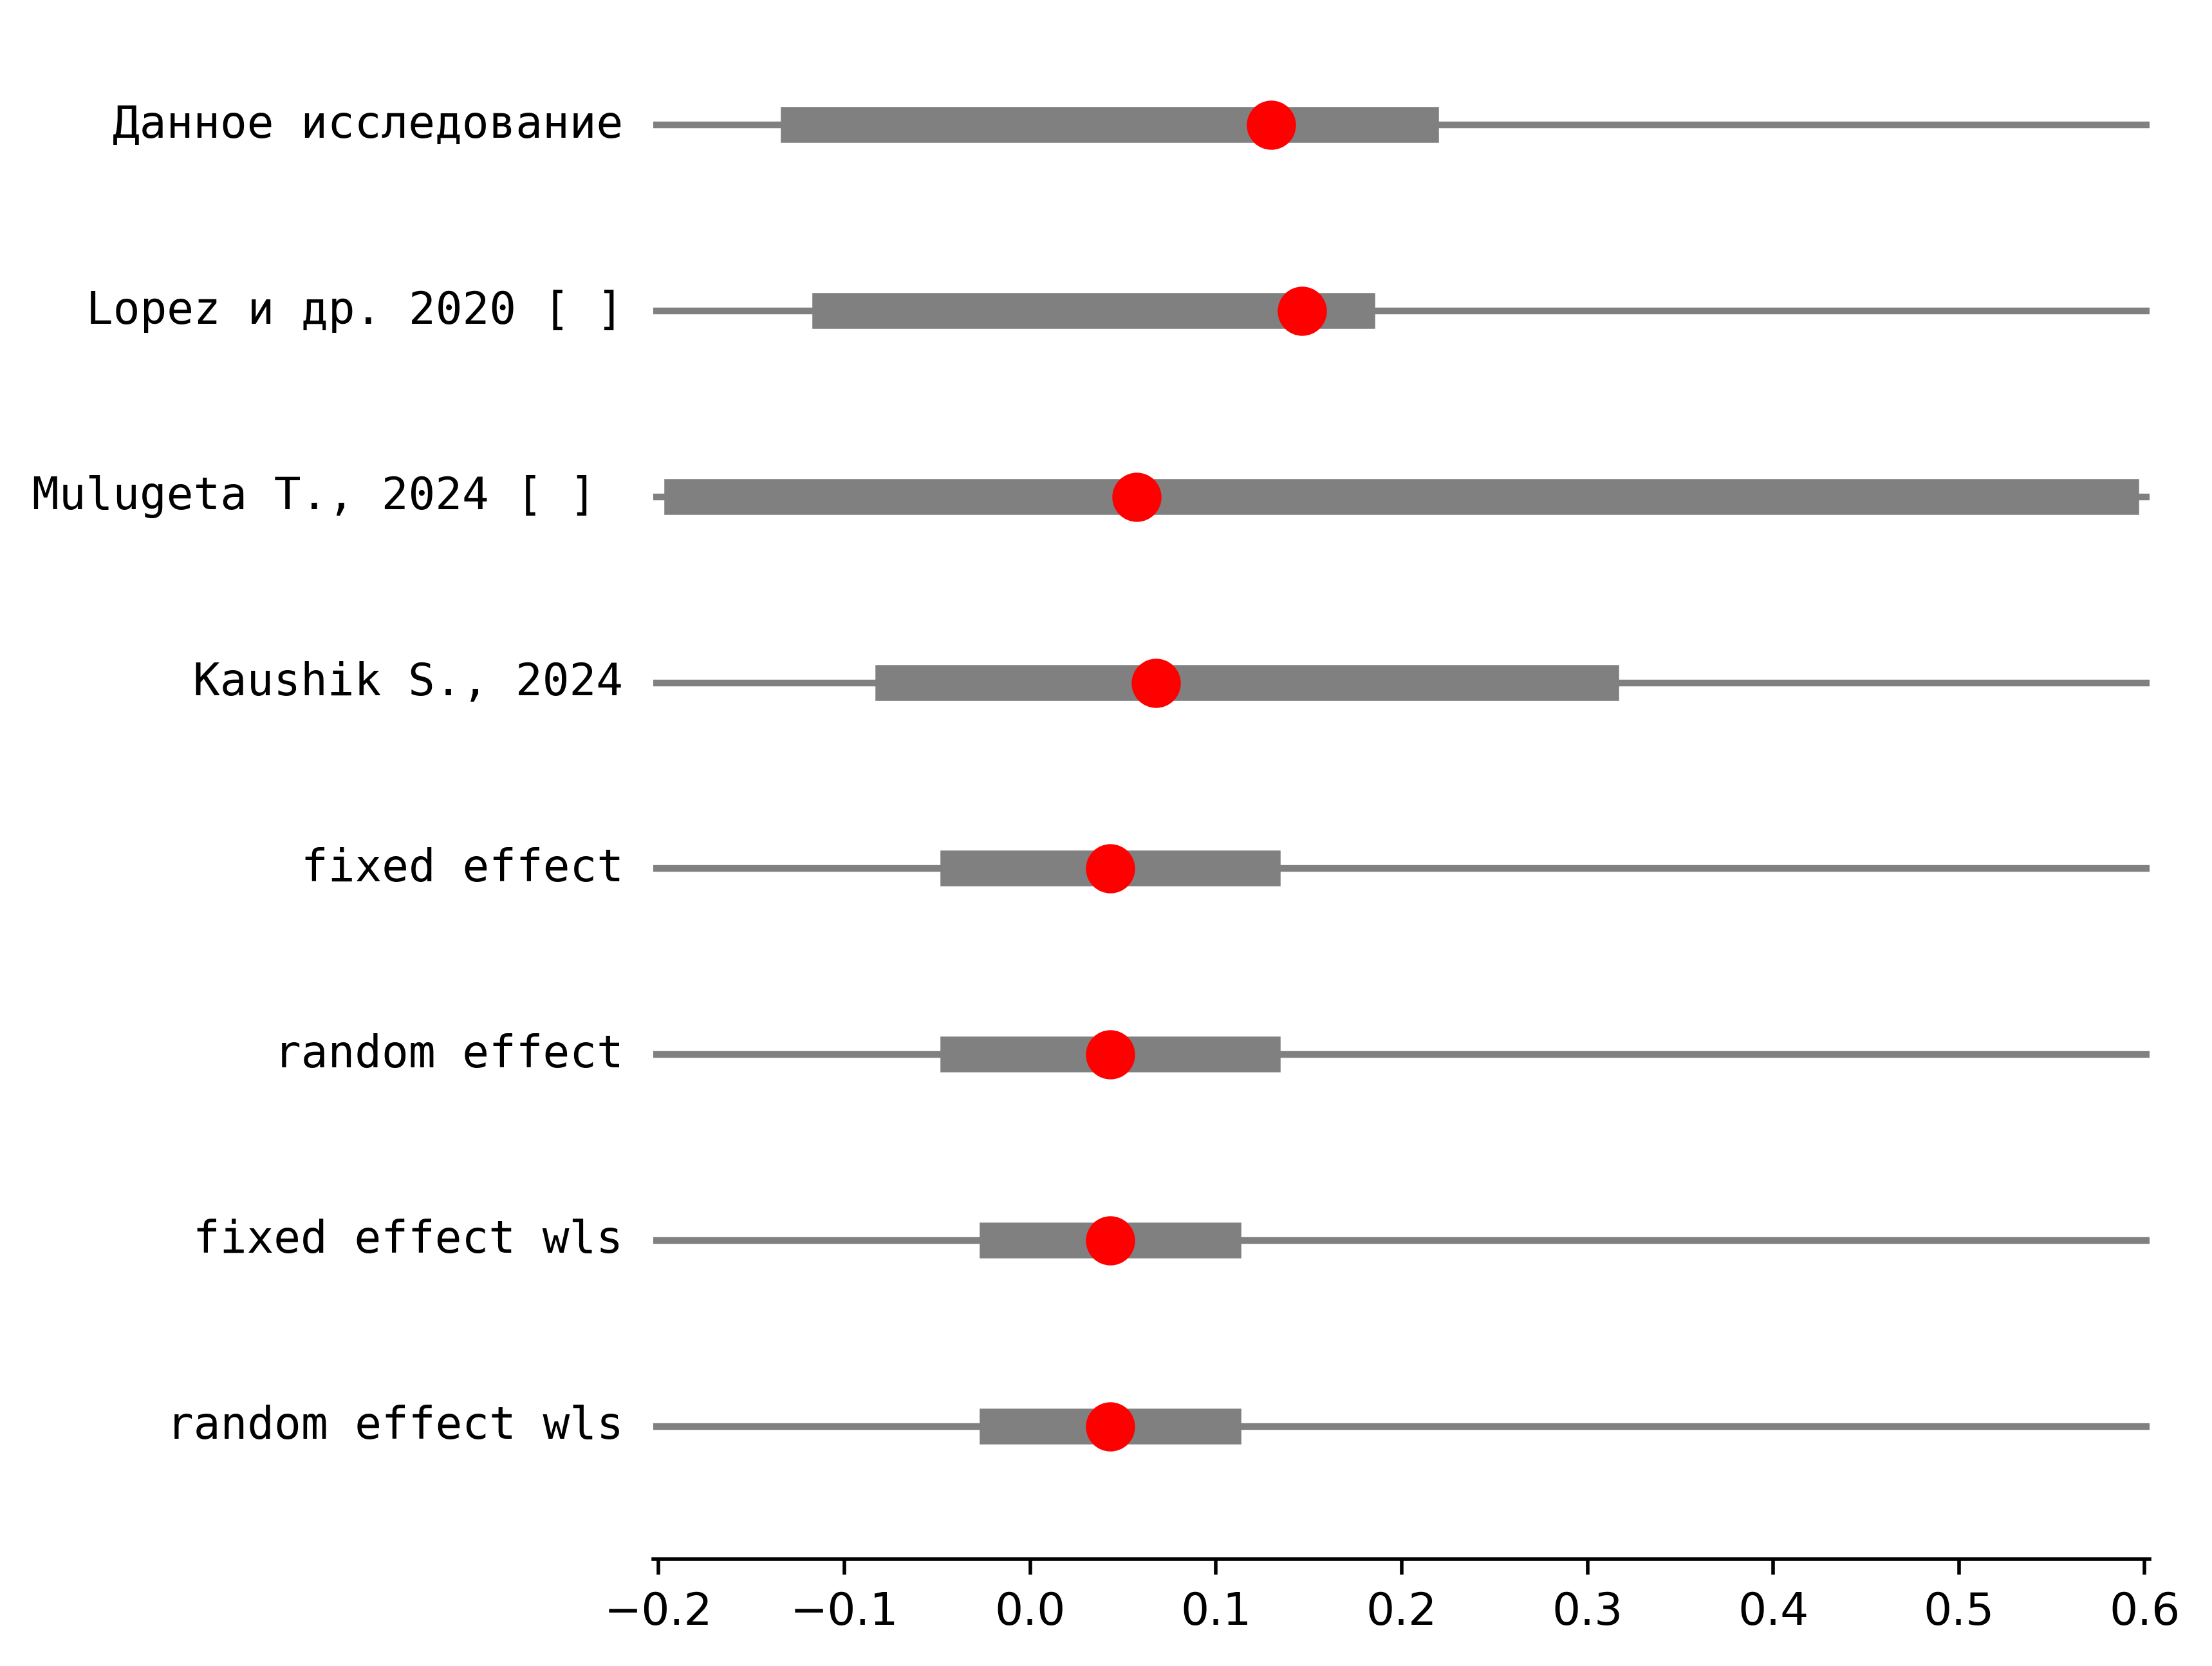 Данное исследование
Lopez и др. 2020 [ ]
Mulugeta T., 2024 [ ]
Kaushik S., 2024
fixed effect
random effect
fixed effect wls
random effect wls
−0.2 −0.1 0.0 0.1 0.2 0.3 0.4 0.5 0.6